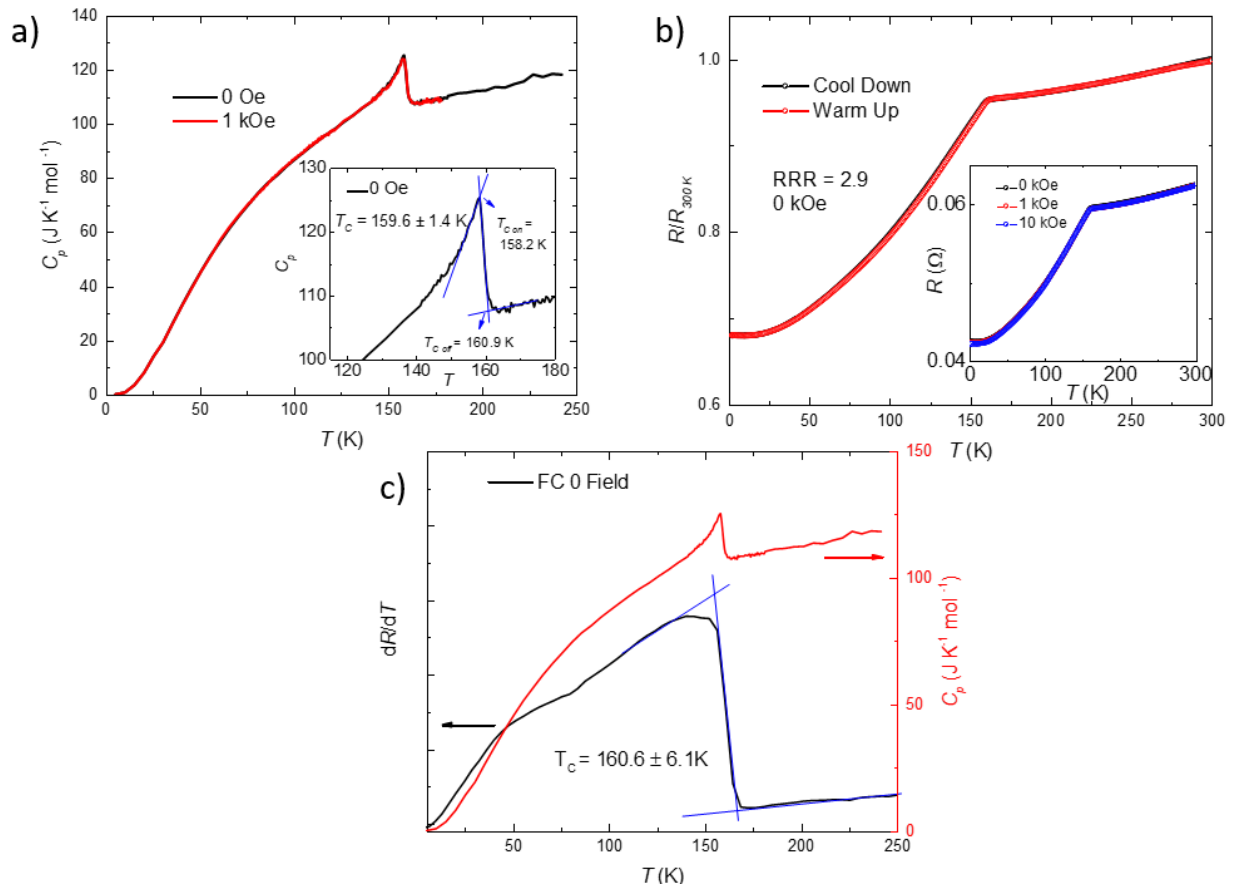 a)
140
120
100
80
60
40
20
0
C_p (J K⁻¹ mol ⁻¹)
0 Oe
1 kOe
130
120
110
100
C_p
0 Oe
T_C = 159.6 ± 1.4 K
T_C on =
158.2 K
T_C off = 160.9 K
120 140 160 180
T
0 50 100 150 200 250
T (K)
b)
1.0
0.8
0.6
R/R_300 K
Cool Down
Warm Up
RRR = 2.9
0 kOe
0 kOe
1 kOe
10 kOe
0.06
0.04
R (Ω)
0 100 200 300
T (K)
0 50 100 150 200 250 300
T (K)
c)
FC 0 Field
dR/dT
T_C = 160.6 ± 6.1K
150
100
50
0
C_p (J K⁻¹ mol ⁻¹)
50 100 150 200 250
T (K)